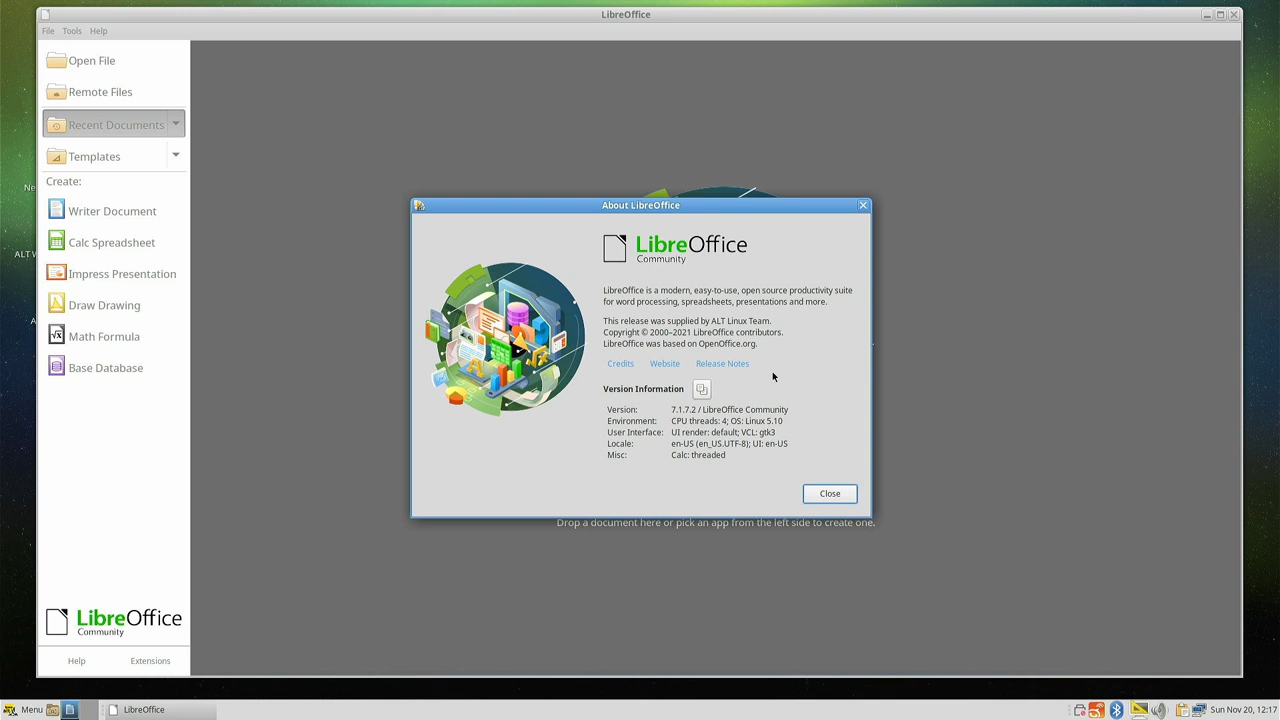 LibreOffice
File Tools Help
Open File
Remote Files
Recent Documents
Templates
Create:
Writer Document
Calc Spreadsheet
Impress Presentation
Draw Drawing
Math Formula
Base Database
LibreOffice
Community
Help Extensions
Ne
ALT W
About LibreOffice
LibreOffice
Community
LibreOffice is a modern, easy-to-use, open source productivity suite
for word processing, spreadsheets, presentations and more.
This release was supplied by ALT Linux Team.
Copyright © 2000–2021 LibreOffice contributors.
LibreOffice was based on OpenOffice.org.
Credits Website Release Notes
Version Information
Version: 7.1.7.2 / LibreOffice Community
Environment: CPU threads: 4; OS: Linux 5.10
User Interface: UI render: default; VCL: gtk3
Locale: en-US (en_US.UTF-8); UI: en-US
Misc: Calc: threaded
Close
Drop a document here or pick an app from the left side to create one.
Menu LibreOffice Sun Nov 20, 12:17